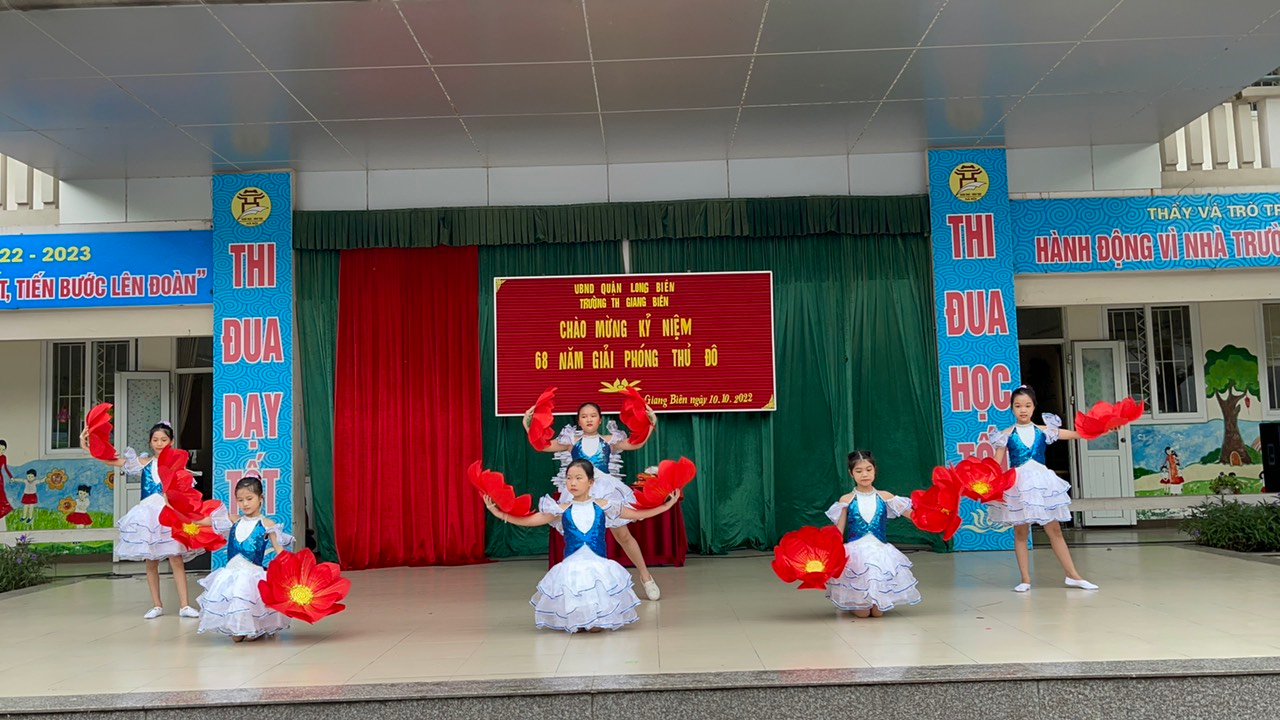 22 - 2023
T, TIẾN BƯỚC LÊN ĐOÀN"
THI
ĐUA
DẠY
TỐT
UBND QUẬN LONG BIÊN
TRƯỜNG TH GIANG BIÊN
CHÀO MỪNG KỶ NIỆM
68 NĂM GIẢI PHÓNG THỦ ĐÔ
Giang Biên ngày 10.10.2022
THI
ĐUA
HỌC
TỐ
THẦY VÀ TRÒ TR
HÀNH ĐỘNG VÌ NHÀ TRƯỜ